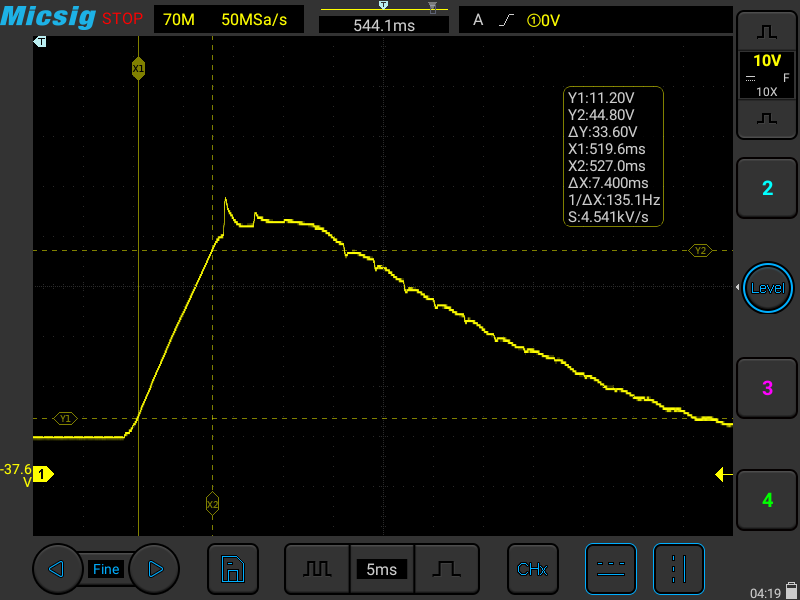 Micsig STOP 70M 50MSa/s T 544.1ms A ①0V
T
X1
10V
F
10X
Y1:11.20V
Y2:44.80V
ΔY:33.60V
X1:519.6ms
X2:527.0ms
ΔX:7.400ms
1/ΔX:135.1Hz
S:4.541kV/s
2
Y2
Level
3
Y1
-37.6
V
1
X2
4
Fine
5ms
CHx
04:19